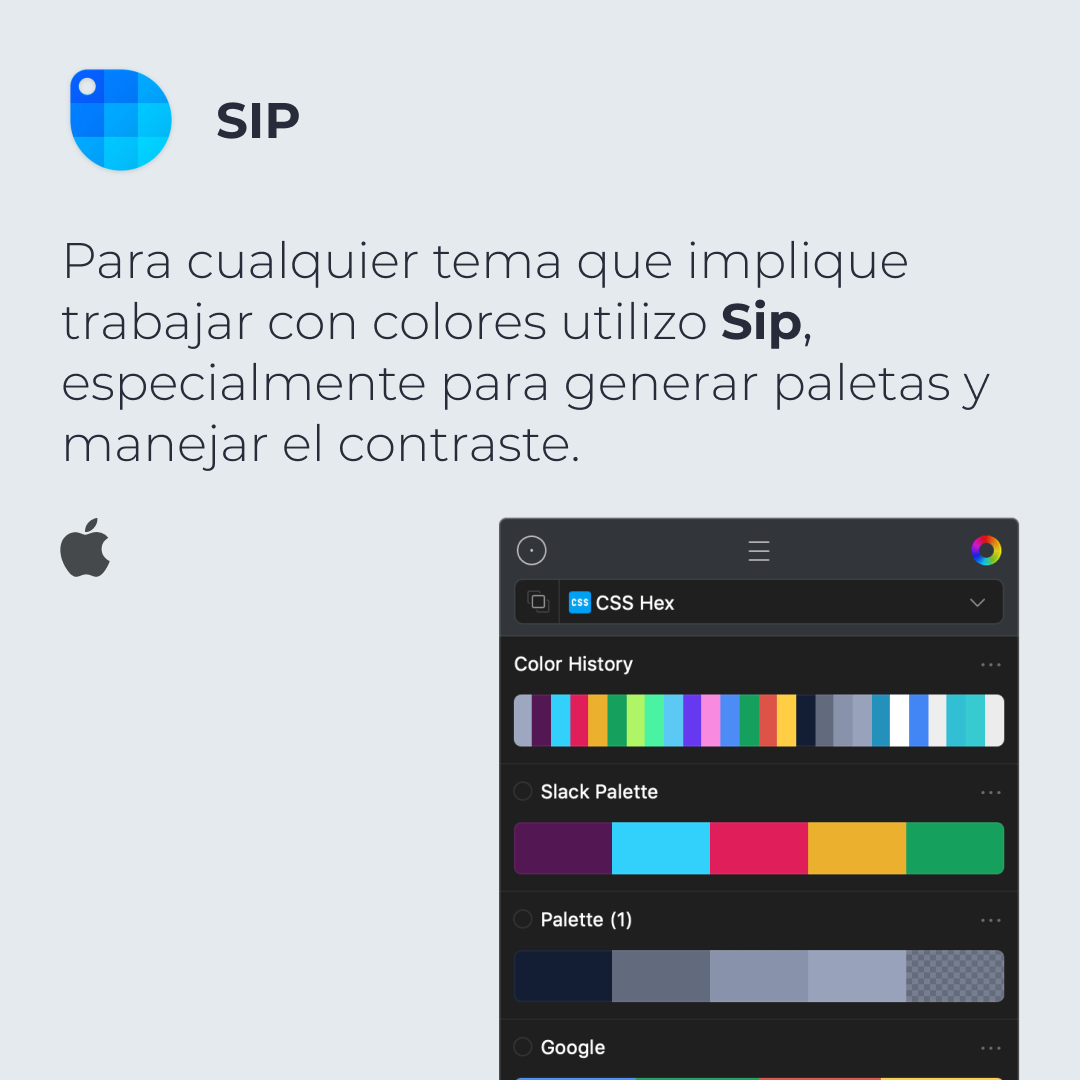 SIP
Para cualquier tema que implique
trabajar con colores utilizo Sip,
especialmente para generar paletas y
manejar el contraste.
CSS CSS Hex
Color History
Slack Palette
Palette (1)
Google